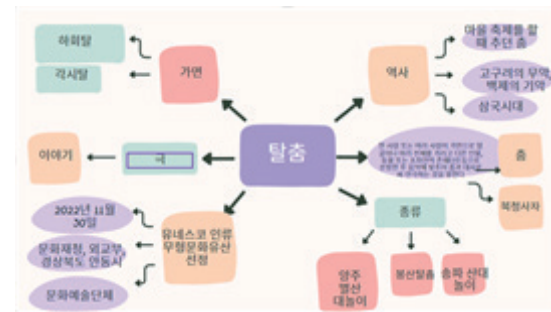 하회탈
각시탈
가면
역사
마을 축제를 할
때 추던 춤
고구려의 무악,
백제의 기악
삼국시대
탈춤
이야기
극
춤
북청사자
2022년 11월
30일
문화재청, 외교부,
경상북도 안동시
문화예술단체
유네스코 인류
무형문화유산
선정
종류
양주
별산
대놀이
봉산탈춤
송파 산대
놀이